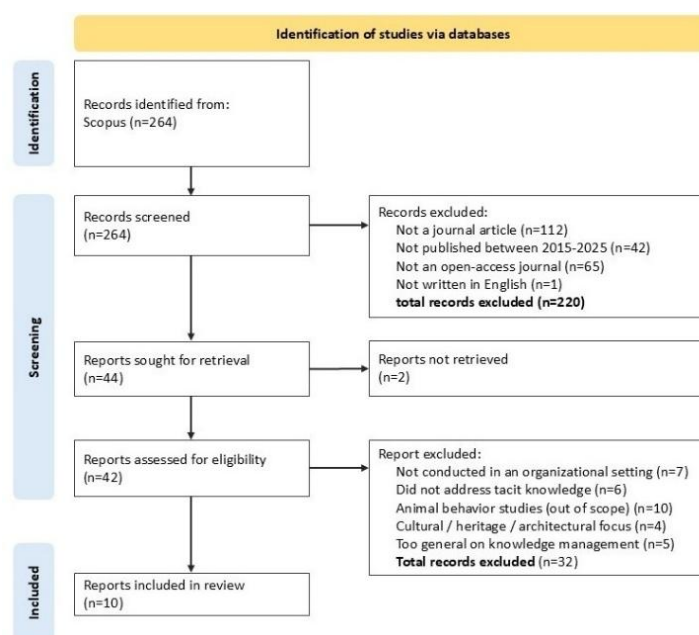 Identification of studies via databases
Identification
Records identified from:
Scopus (n=264)
Screening
Records screened
(n=264)
Records excluded:
Not a journal article (n=112)
Not published between 2015-2025 (n=42)
Not an open-access journal (n=65)
Not written in English (n=1)
total records excluded (n=220)
Reports sought for retrieval
(n=44)
Reports not retrieved
(n=2)
Reports assessed for eligibility
(n=42)
Report excluded:
Not conducted in an organizational setting (n=7)
Did not address tacit knowledge (n=6)
Animal behavior studies (out of scope) (n=10)
Cultural / heritage / architectural focus (n=4)
Too general on knowledge management (n=5)
Total records excluded (n=32)
Included
Reports included in review
(n=10)